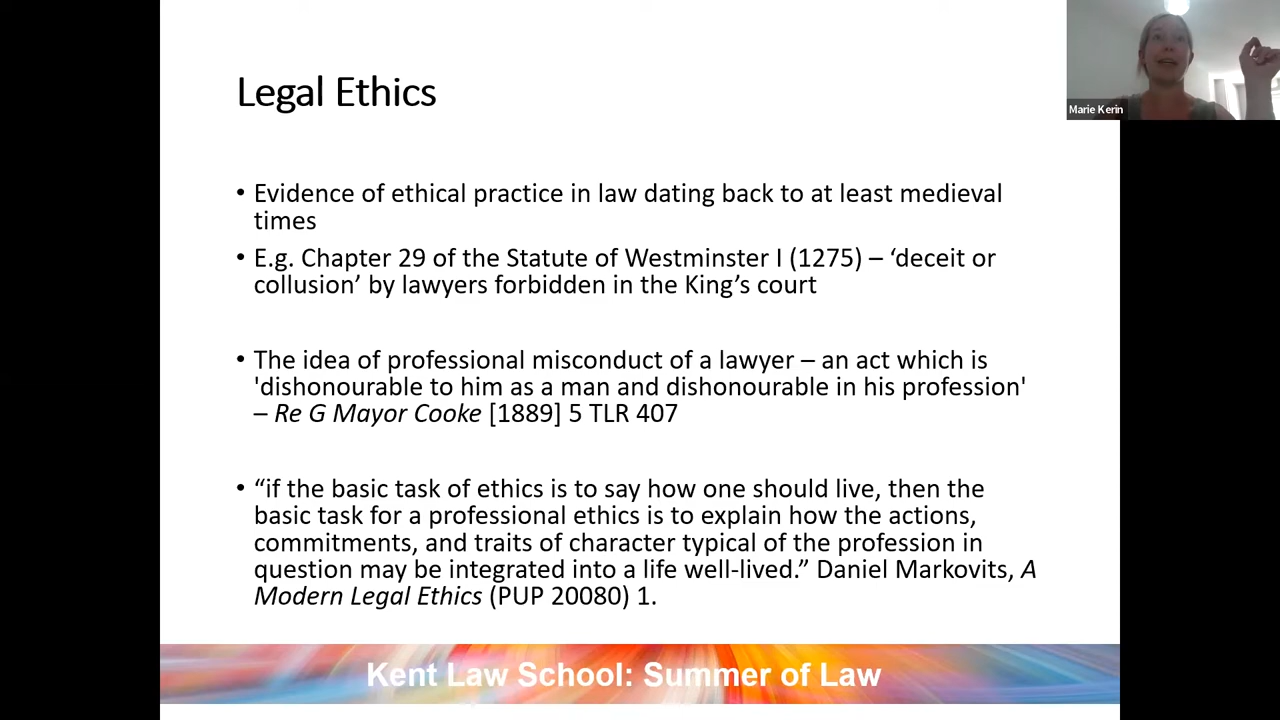 Legal Ethics
Marie Kerin
• Evidence of ethical practice in law dating back to at least medieval
times
• E.g. Chapter 29 of the Statute of Westminster I (1275) – ‘deceit or
collusion’ by lawyers forbidden in the King’s court
• The idea of professional misconduct of a lawyer – an act which is
'dishonourable to him as a man and dishonourable in his profession'
– Re G Mayor Cooke [1889] 5 TLR 407
• “if the basic task of ethics is to say how one should live, then the
basic task for a professional ethics is to explain how the actions,
commitments, and traits of character typical of the profession in
question may be integrated into a life well-lived.” Daniel Markovits, A
Modern Legal Ethics (PUP 20080) 1.
Kent Law School: Summer of Law